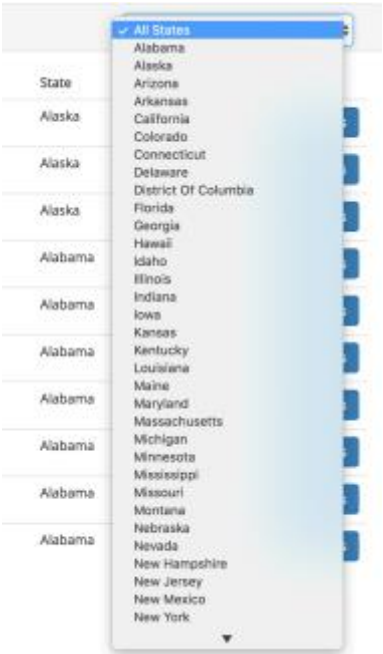 ✓ All States
Alabama
Alaska
Arizona
Arkansas
California
Colorado
Connecticut
Delaware
District Of Columbia
Florida
Georgia
Hawaii
Idaho
Illinois
Indiana
Iowa
Kansas
Kentucky
Louisiana
Maine
Maryland
Massachusetts
Michigan
Minnesota
Mississippi
Missouri
Montana
Nebraska
Nevada
New Hampshire
New Jersey
New Mexico
New York
State
Alaska
Alaska
Alaska
Alabama
Alabama
Alabama
Alabama
Alabama
Alabama
Alabama